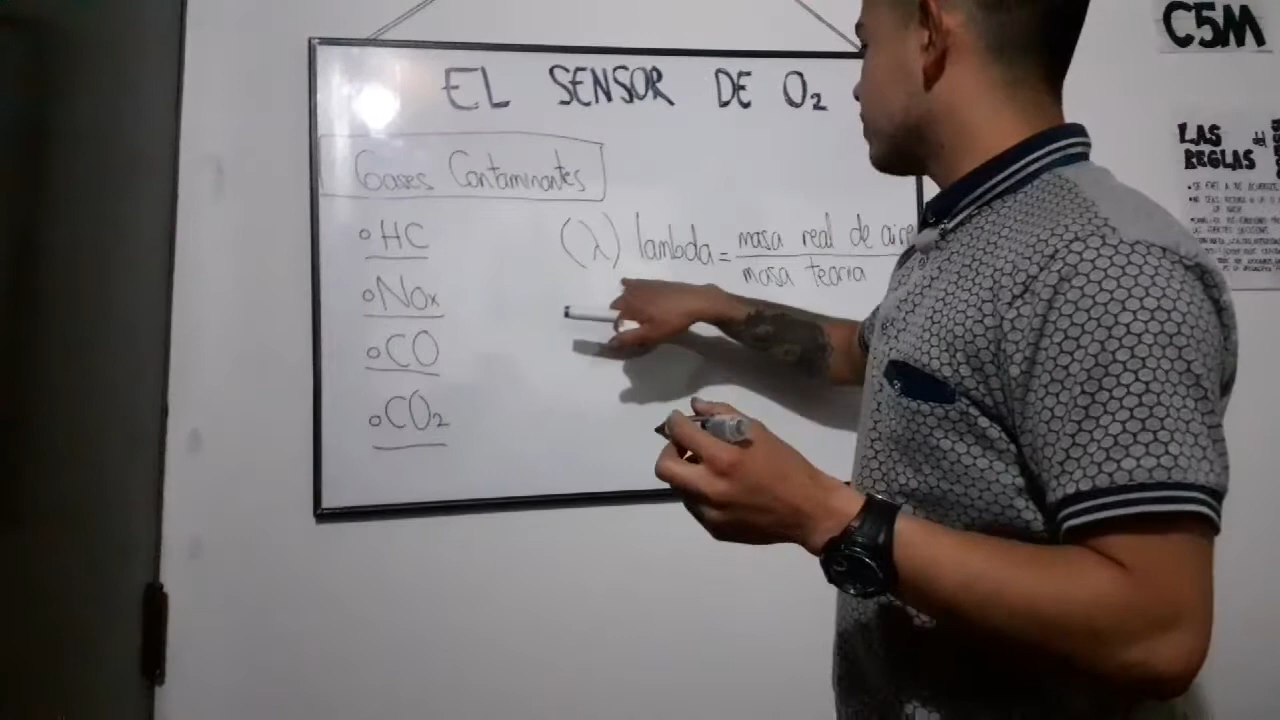 EL SENSOR DE O₂
Gases Contaminantes
• HC
• NOx
• CO
• CO₂
(λ) lambda = masa real de aire
masa teoria
C5M
LAS
REGLAS